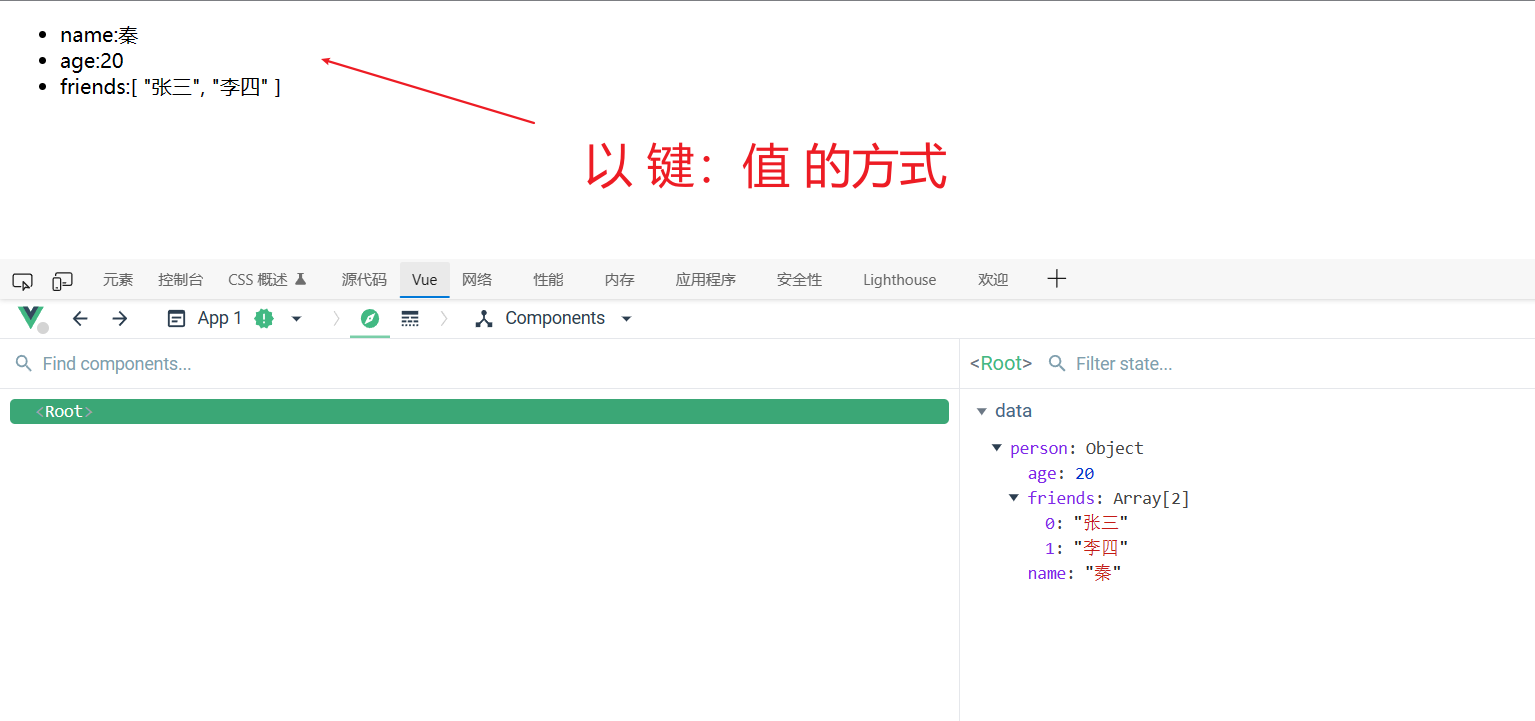 name:秦
age:20
friends:[ "张三", "李四" ]
以 键：值 的方式
元素 控制台 CSS 概述 源代码 Vue 网络 性能 内存 应用程序 安全性 Lighthouse 欢迎
App 1 Components
Find components...
<Root> Filter state...
<Root>
data
person: Object
age: 20
friends: Array[2]
0: "张三"
1: "李四"
name: "秦"